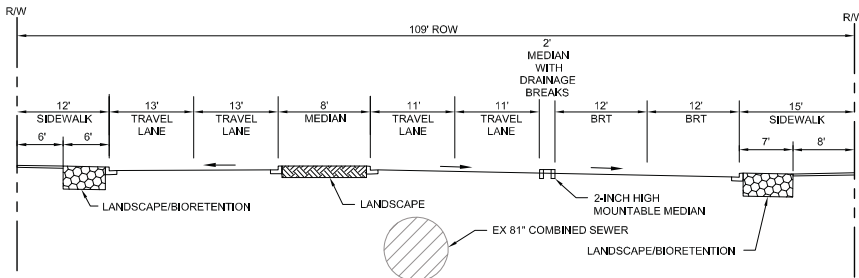 R/W
R/W
109' ROW
2'
MEDIAN
WITH
DRAINAGE
BREAKS
12'
SIDEWALK
13'
TRAVEL
LANE
13'
TRAVEL
LANE
8'
MEDIAN
11'
TRAVEL
LANE
11'
TRAVEL
LANE
12'
BRT
12'
BRT
15'
SIDEWALK
6'
6'
7'
8'
LANDSCAPE/BIORETENTION
LANDSCAPE
2-INCH HIGH
MOUNTABLE MEDIAN
EX 81" COMBINED SEWER
LANDSCAPE/BIORETENTION